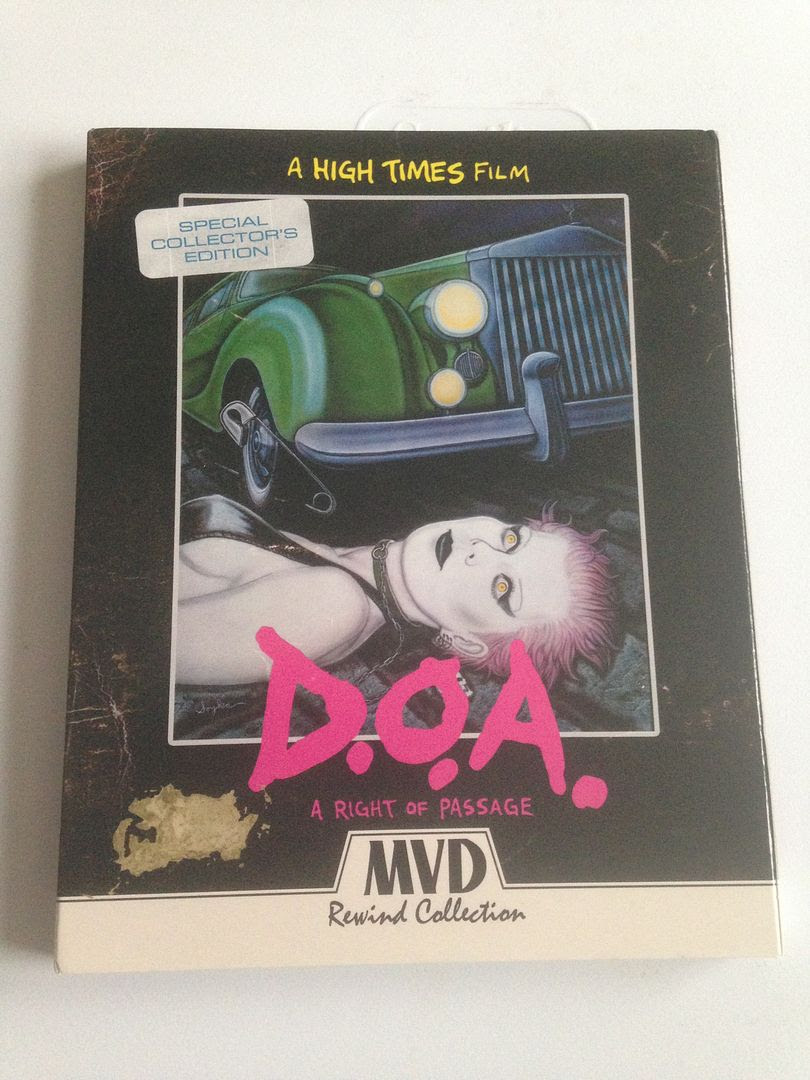 A HIGH TIMES FILM
SPECIAL
COLLECTOR'S
EDITION
D.O.A.
A RIGHT OF PASSAGE
MVD
Rewind Collection